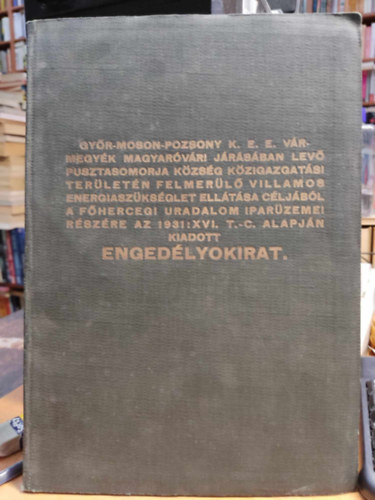 GYŐR-MOSON-POZSONY K. E. E. VÁR-
MEGYÉK MAGYARÓVÁRI JÁRÁSÁBAN LEVŐ
PUSZTASOMORJA KÖZSÉG KÖZIGAZGATÁSI
TERÜLETÉN FELMERÜLŐ VILLAMOS
ENERGIASZÜKSÉGLET ELLÁTÁSA CÉLJÁBÓL
A FŐHERCEGI URADALOM IPARÜZEMEI
RÉSZÉRE AZ 1931:XVI. T.-C. ALAPJÁN
KIADOTT
ENGEDÉLYOKIRAT.